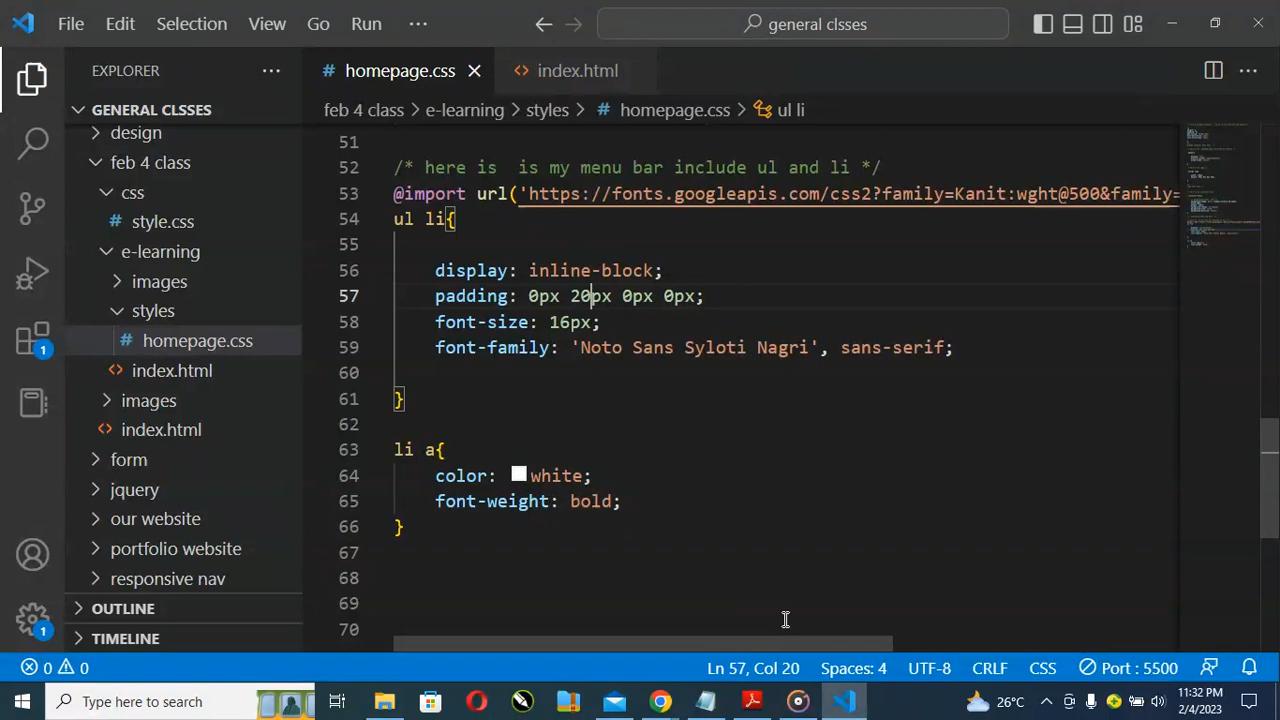 File Edit Selection View Go Run ··· general clsses
EXPLORER ···
GENERAL CLSSES
design
feb 4 class
css
style.css
e-learning
images
styles
# homepage.css
<> index.html
images
<> index.html
form
jquery
our website
portfolio website
responsive nav
OUTLINE
TIMELINE
1
1
# homepage.css <> index.html
feb 4 class > e-learning > styles > # homepage.css > ul li
51
52 /* here is. is my menu bar include ul and li */
53 @import url('https://fonts.googleapis.com/css2?family=Kanit:wght@500&family=
54 ul li{
55
56 display: inline-block;
57 padding: 0px 20px 0px 0px;
58 font-size: 16px;
59 font-family: 'Noto Sans Syloti Nagri', sans-serif;
60
61 }
62
63 li a{
64 color: white;
65 font-weight: bold;
66 }
67
68
69
70
0 0 Ln 57, Col 20 Spaces: 4 UTF-8 CRLF CSS Port : 5500
Type here to search 26°C 11:32 PM
2/4/2023